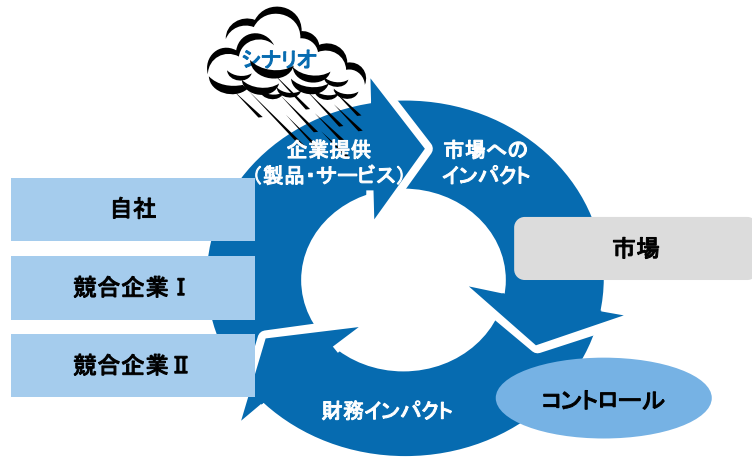 シナリオ
企業提供
（製品・サービス）
市場への
インパクト
自社
市場
競合企業Ⅰ
競合企業Ⅱ
財務インパクト
コントロール